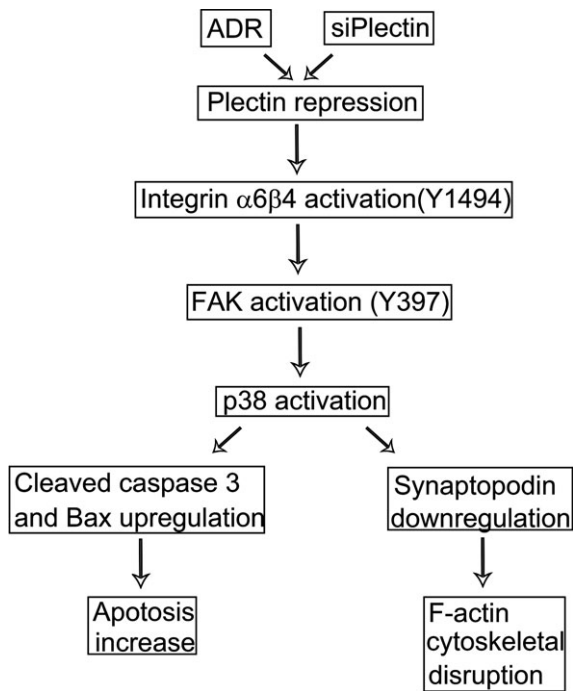 ADR
siPlectin
Plectin repression
Integrin α6β4 activation(Y1494)
FAK activation (Y397)
p38 activation
Cleaved caspase 3
and Bax upregulation
Synaptopodin
downregulation
Apotosis
increase
F-actin
cytoskeletal
disruption